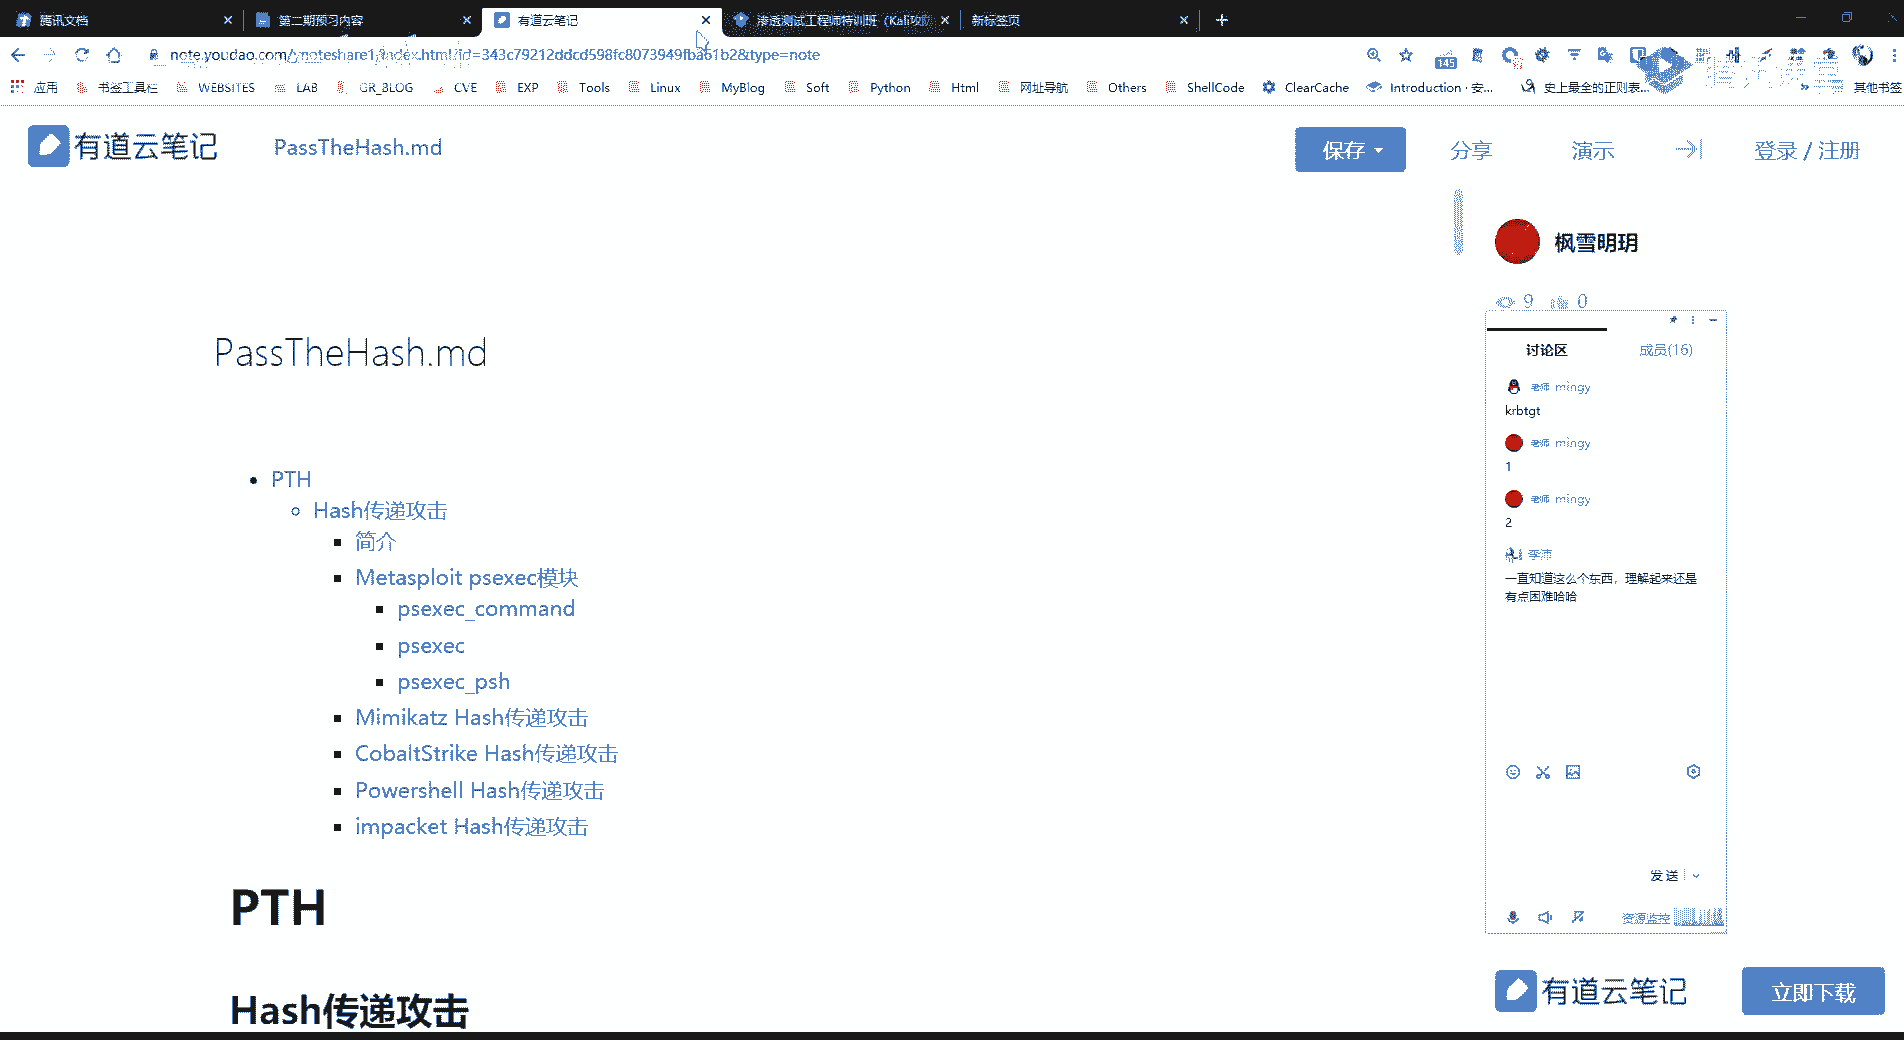 腾讯文档
第二期预习内容
有道云笔记
渗透测试工程师特训班（Kali攻防
新标签页
note.youdao.com/ynoteshare1/index.html?id=343c79212ddcd598fc8073949fba61b2&type=note
145
应用 书签工具栏 WEBSITES LAB GR_BLOG CVE EXP Tools Linux MyBlog Soft Python Html 网址导航 Others ShellCode ClearCache Introduction · 安... 史上最全的正则表... » 其他书签
有道云笔记
PassTheHash.md
保存
分享
演示
登录 / 注册
枫雪明玥
9 0
PassTheHash.md
PTH
Hash传递攻击
简介
Metasploit psexec模块
psexec_command
psexec
psexec_psh
Mimikatz Hash传递攻击
CobaltStrike Hash传递攻击
Powershell Hash传递攻击
impacket Hash传递攻击
PTH
Hash传递攻击
讨论区 成员(16)
老师 mingy
krbtgt
老师 mingy
1
老师 mingy
2
李沛
一直知道这么个东西，理解起来还是
有点困难哈哈
发送
资源监控
有道云笔记
立即下载